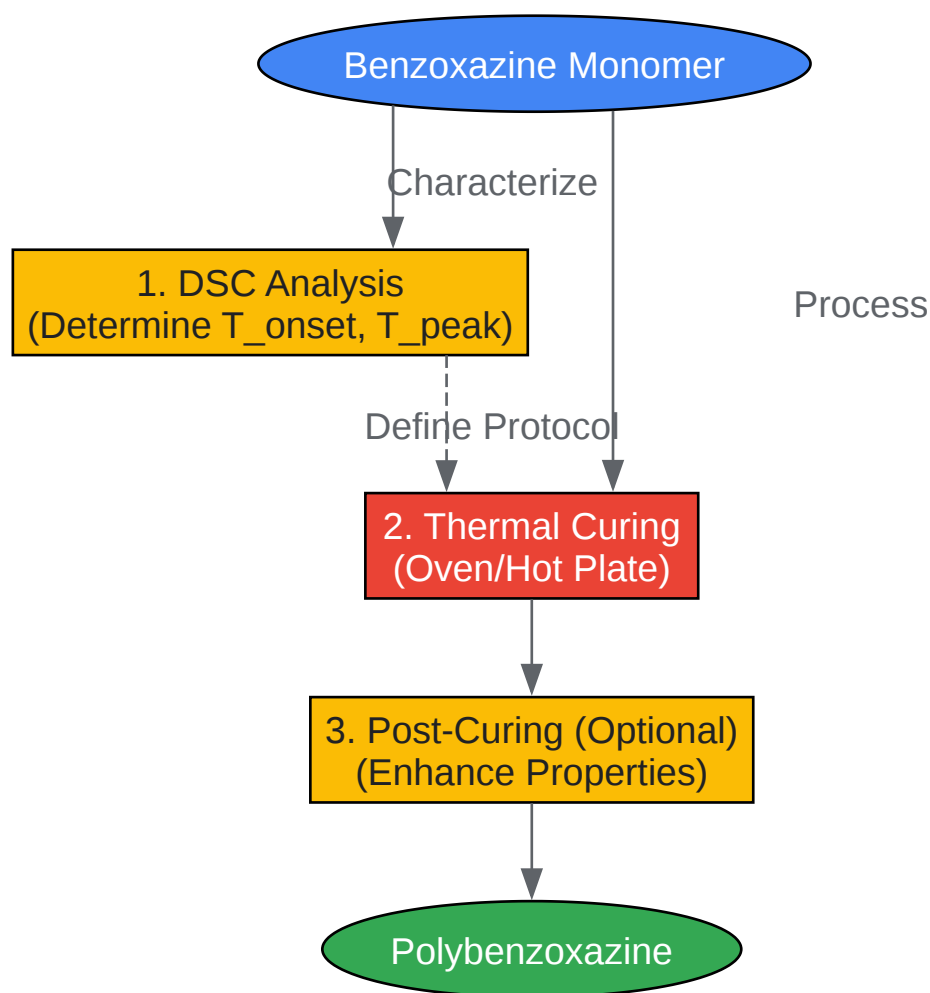 Benzoxazine Monomer
Characterize
1. DSC Analysis
(Determine T_onset, T_peak)
Process
Define Protocol
2. Thermal Curing
(Oven/Hot Plate)
3. Post-Curing (Optional)
(Enhance Properties)
Polybenzoxazine